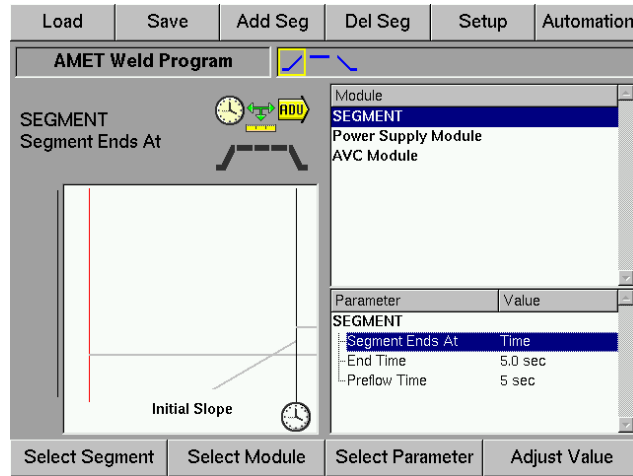 Load Save Add Seg Del Seg Setup Automation
AMET Weld Program
SEGMENT
Segment Ends At
ADU
Module
SEGMENT
Power Supply Module
AVC Module
Initial Slope
Parameter Value
SEGMENT
Segment Ends At Time
End Time 5.0 sec
Preflow Time 5 sec
Select Segment Select Module Select Parameter Adjust Value